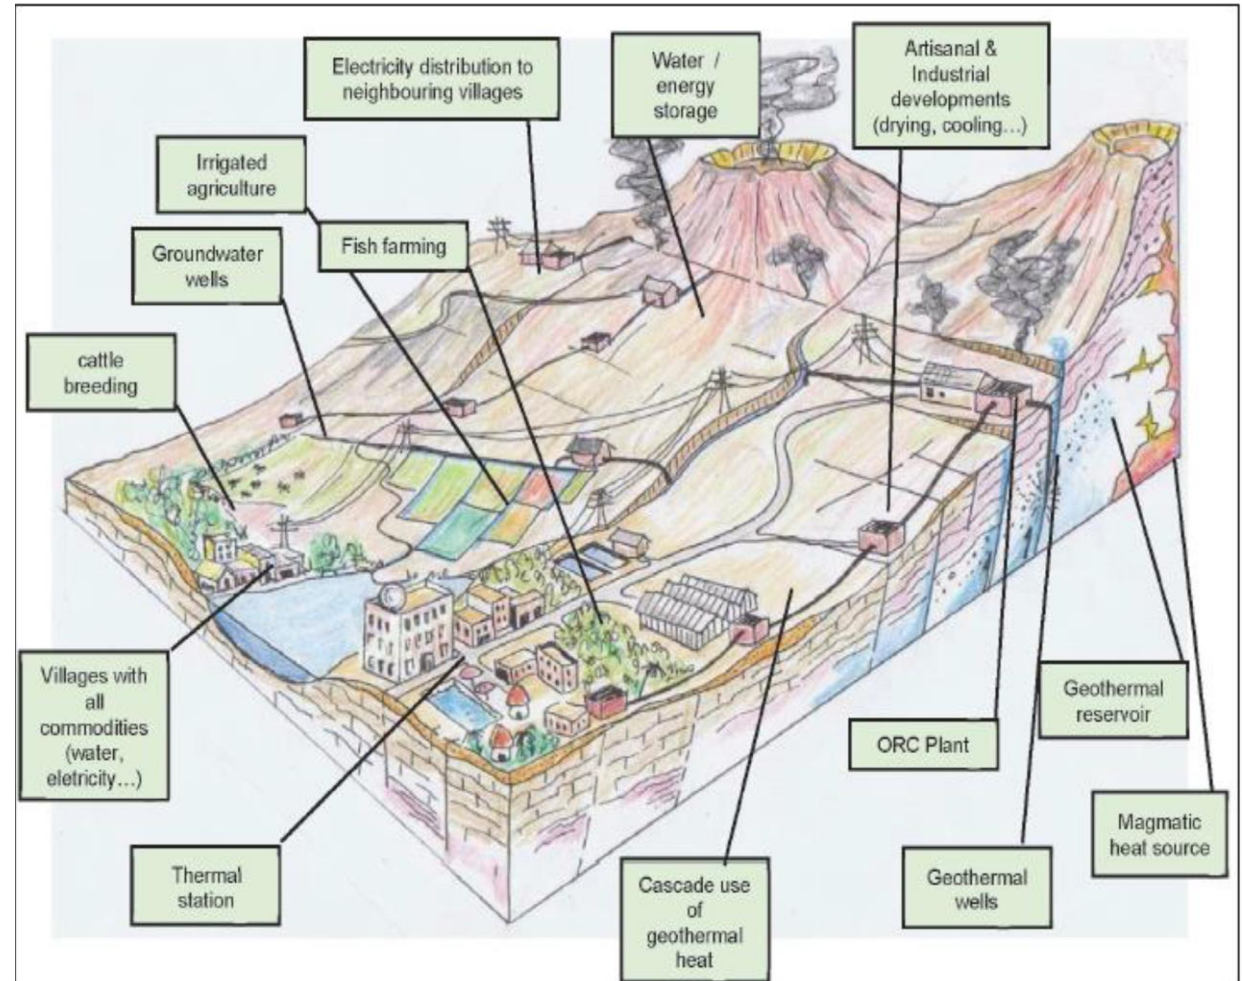 Electricity distribution to
neighbouring villages
Water  /
energy
storage
Artisanal &
Industrial
developments
(drying, cooling...)
Irrigated
agriculture
Fish farming
Groundwater
wells
cattle
breeding
Villages with
all
commodities
(water,
eletricity...)
Thermal
station
Cascade use
of
geothermal
heat
ORC Plant
Geothermal
reservoir
Geothermal
wells
Magmatic
heat source